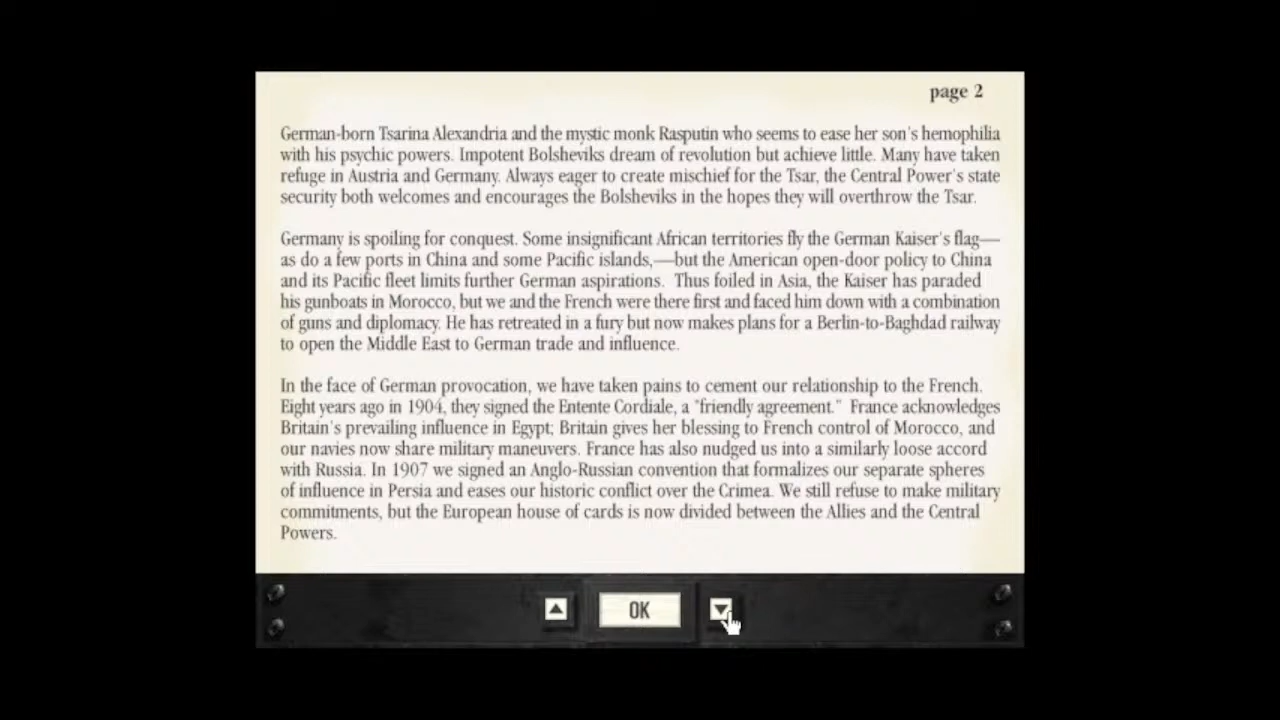 page 2
German-born Tsarina Alexandria and the mystic monk Rasputin who seems to ease her son's hemophilia
with his psychic powers. Impotent Bolsheviks dream of revolution but achieve little. Many have taken
refuge in Austria and Germany. Always eager to create mischief for the Tsar, the Central Power's state
security both welcomes and encourages the Bolsheviks in the hopes they will overthrow the Tsar.
Germany is spoiling for conquest. Some insignificant African territories fly the German Kaiser's flag—
as do a few ports in China and some Pacific islands,—but the American open-door policy to China
and its Pacific fleet limits further German aspirations.  Thus foiled in Asia, the Kaiser has paraded
his gunboats in Morocco, but we and the French were there first and faced him down with a combination
of guns and diplomacy. He has retreated in a fury but now makes plans for a Berlin-to-Baghdad railway
to open the Middle East to German trade and influence.
In the face of German provocation, we have taken pains to cement our relationship to the French.
Eight years ago in 1904, they signed the Entente Cordiale, a "friendly agreement."  France acknowledges
Britain's prevailing influence in Egypt; Britain gives her blessing to French control of Morocco, and
our navies now share military maneuvers. France has also nudged us into a similarly loose accord
with Russia. In 1907 we signed an Anglo-Russian convention that formalizes our separate spheres
of influence in Persia and eases our historic conflict over the Crimea. We still refuse to make military
commitments, but the European house of cards is now divided between the Allies and the Central
Powers.
OK